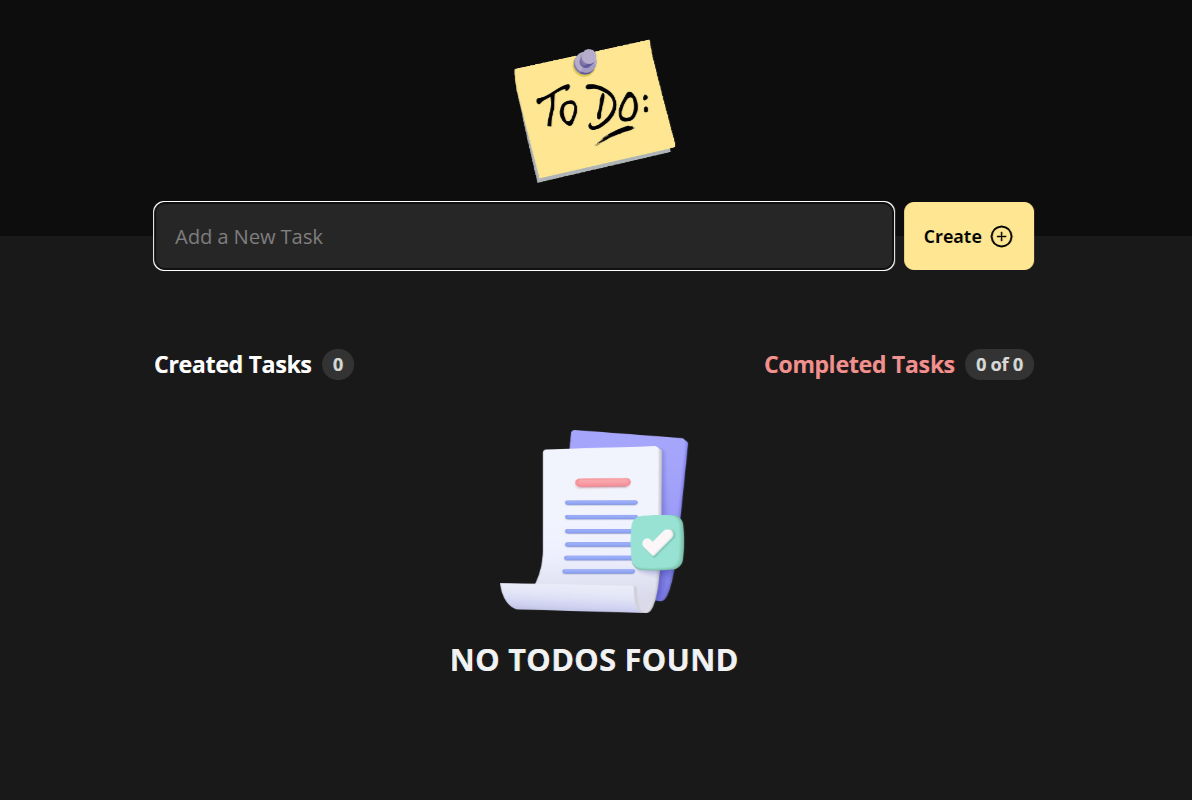 TO DO:
Add a New Task
Create
Created Tasks 0
Completed Tasks 0 of 0
NO TODOS FOUND